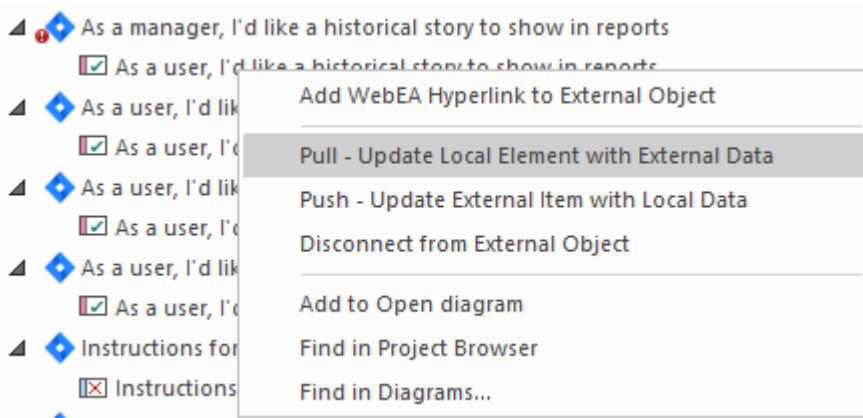 As a manager, I'd like a historical story to show in reports
As a user, I'd like a historical story to show in reports
As a user, I'd lik
As a user, I'd
As a user, I'd lik
As a user, I'd
As a user, I'd lik
As a user, I'd
Instructions for
Instructions
Add WebEA Hyperlink to External Object
Pull - Update Local Element with External Data
Push - Update External Item with Local Data
Disconnect from External Object
Add to Open diagram
Find in Project Browser
Find in Diagrams...